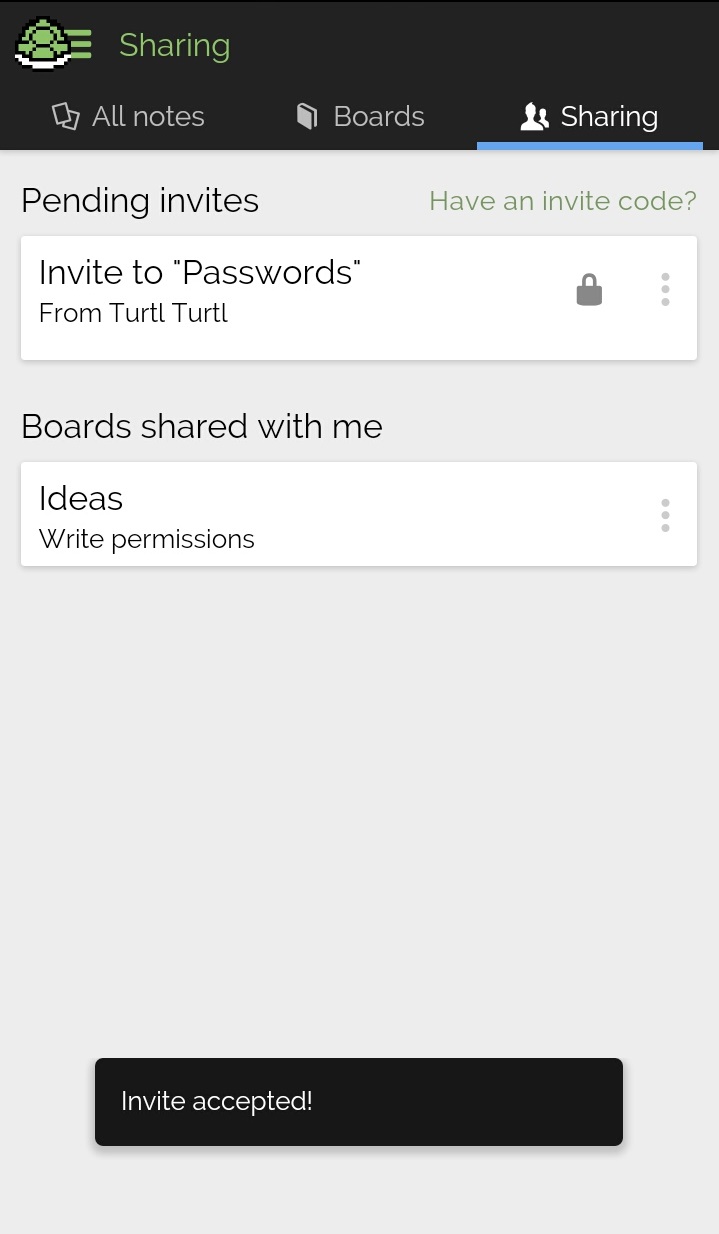 Sharing
All notes
Boards
Sharing
Pending invites
Have an invite code?
Invite to "Passwords"
From Turtl Turtl
Boards shared with me
Ideas
Write permissions
Invite accepted!